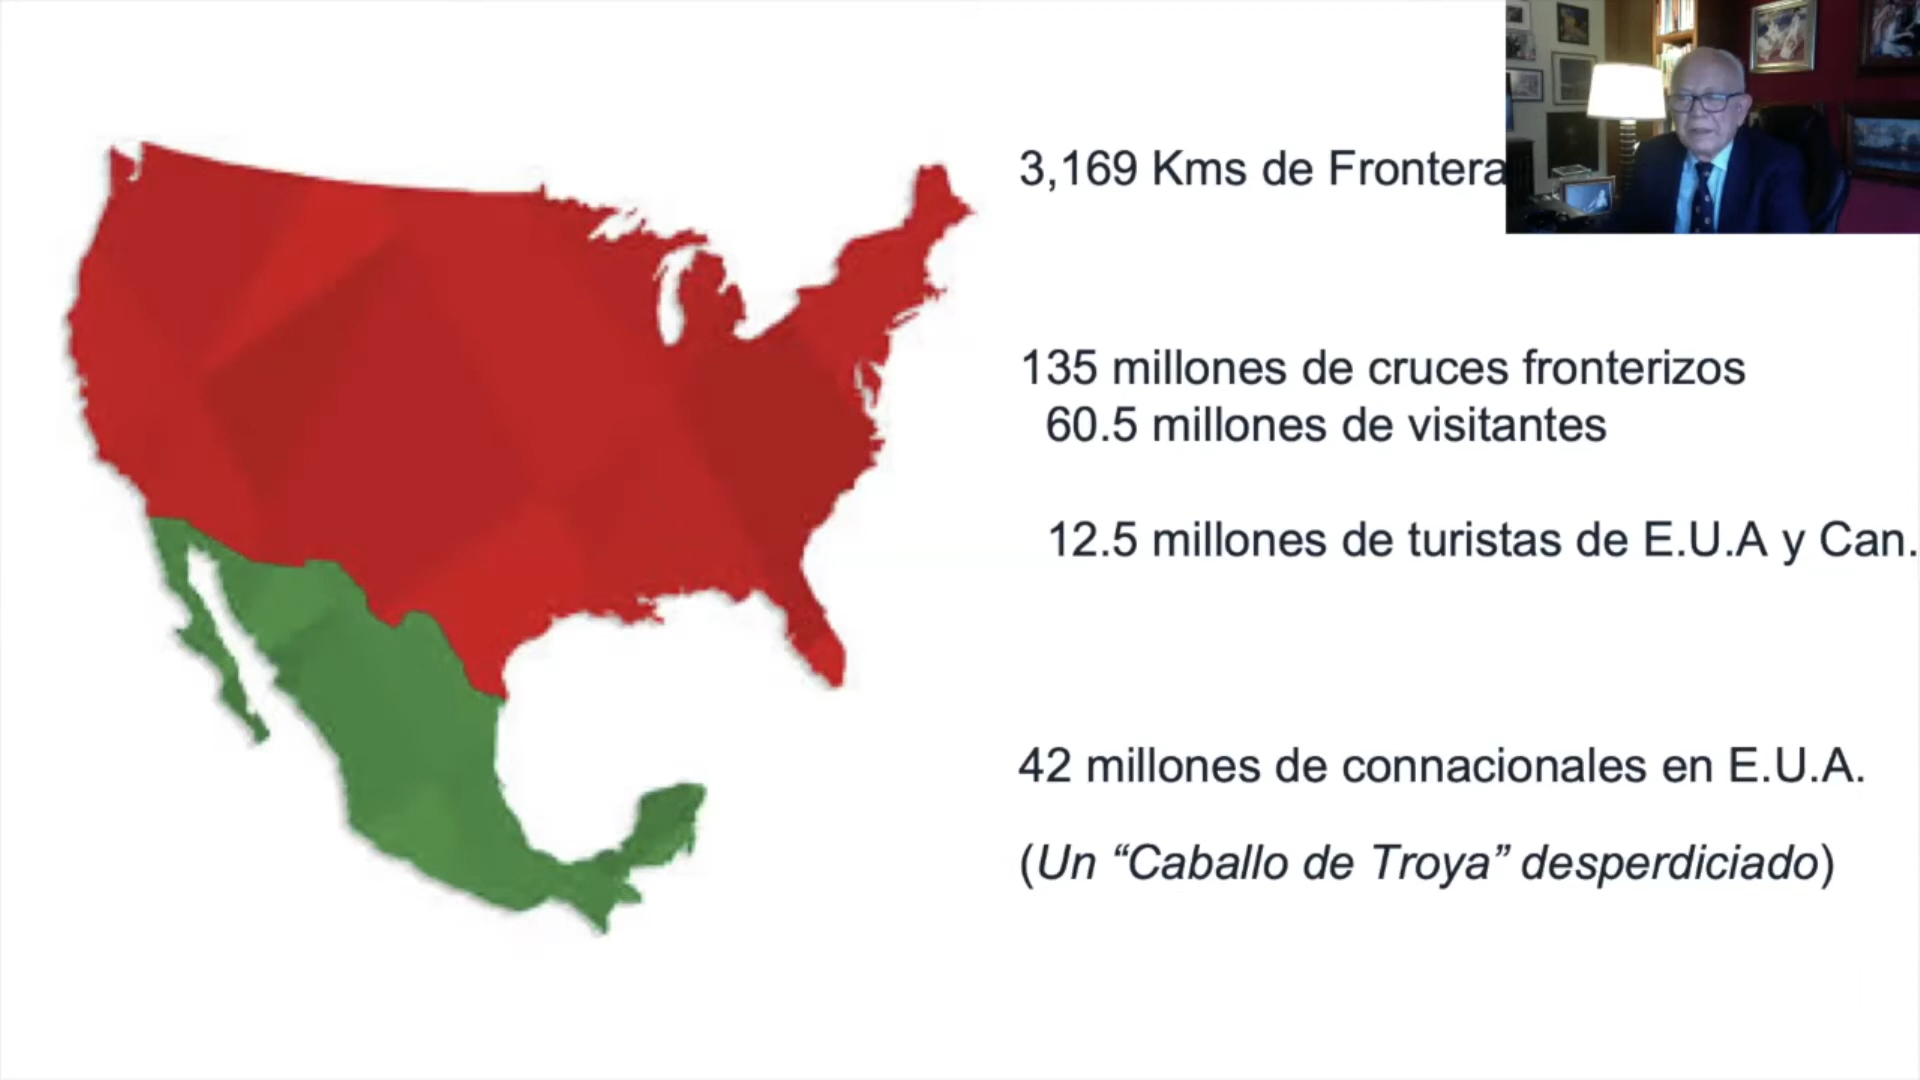 3,169 Kms de Frontera
135 millones de cruces fronterizos
60.5 millones de visitantes
12.5 millones de turistas de E.U.A y Can.
42 millones de connacionales en E.U.A.
(Un “Caballo de Troya” desperdiciado)